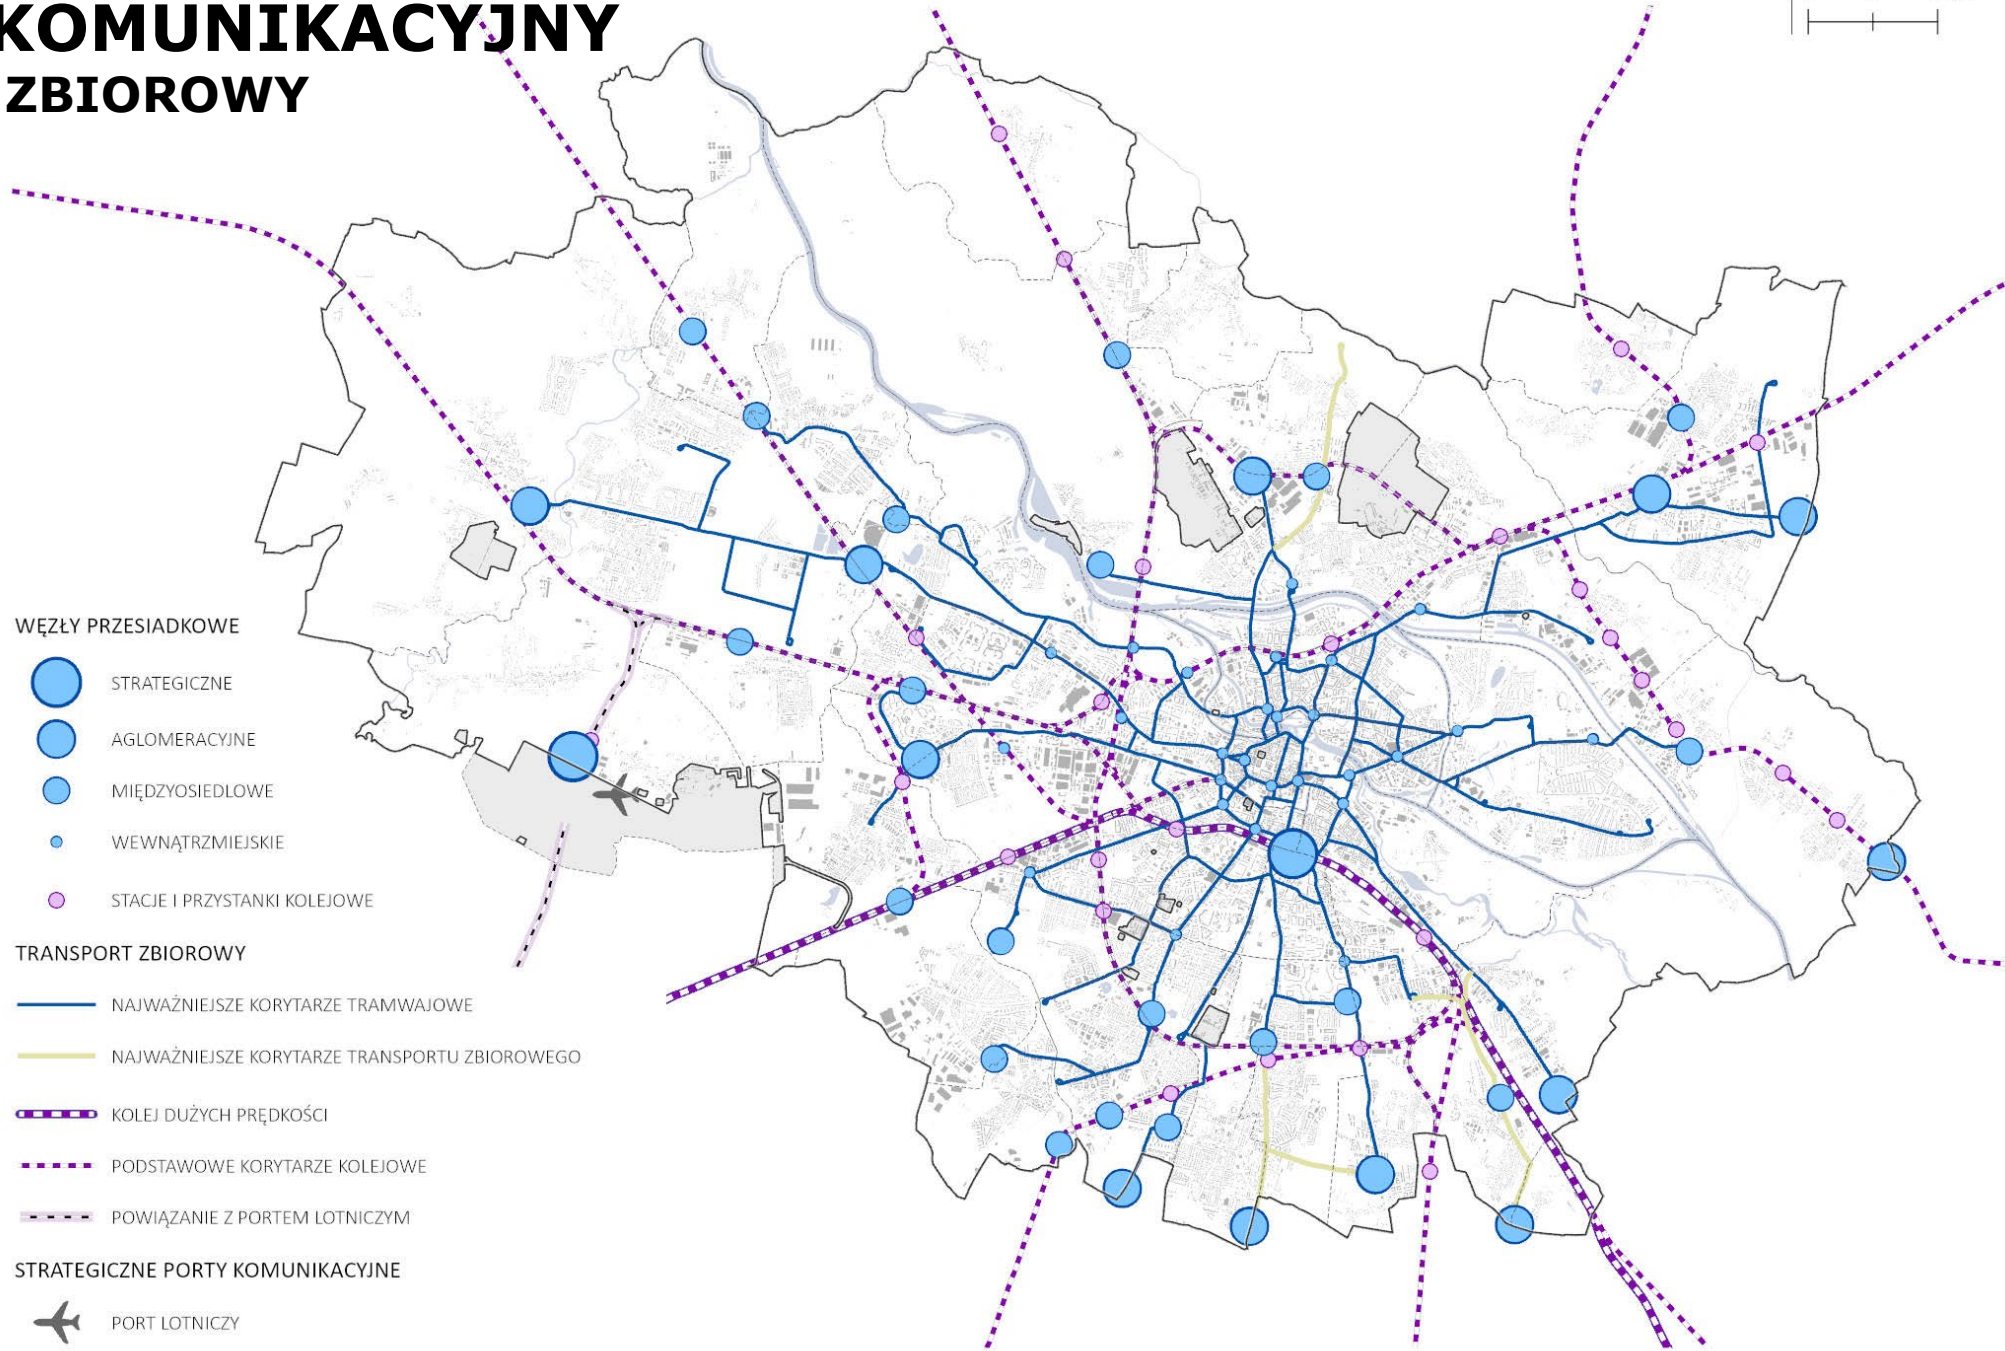 KOMUNIKACYJNY
ZBIOROWY
WĘZŁY PRZESIADKOWE
STRATEGICZNE
AGLOMERACYJNE
MIĘDZYOSIEDLOWE
WEWNĄTRZMIEJSKIE
STACJE I PRZYSTANKI KOLEJOWE
TRANSPORT ZBIOROWY
NAJWAŻNIEJSZE KORYTARZE TRAMWAJOWE
NAJWAŻNIEJSZE KORYTARZE TRANSPORTU ZBIOROWEGO
KOLEJ DUŻYCH PRĘDKOŚCI
PODSTAWOWE KORYTARZE KOLEJOWE
POWIĄZANIE Z PORTEM LOTNICZYM
STRATEGICZNE PORTY KOMUNIKACYJNE
PORT LOTNICZY